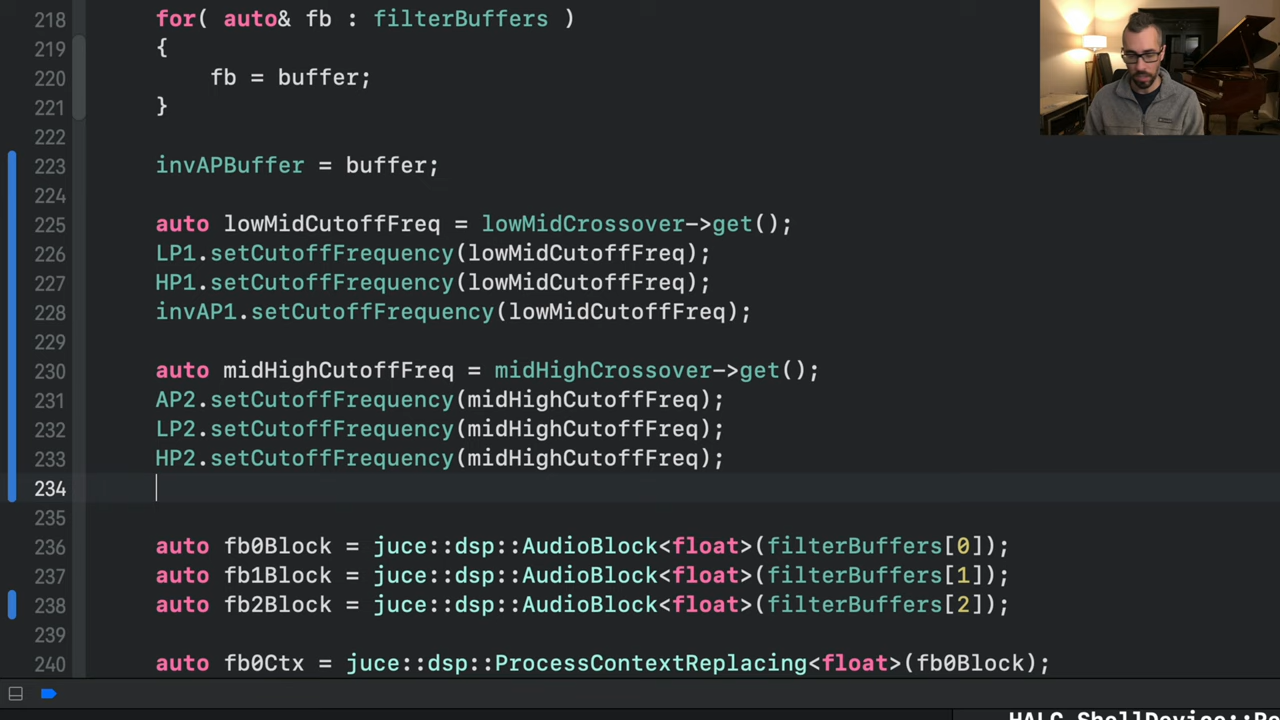 218 for( auto& fb : filterBuffers )
219 {
220 fb = buffer;
221 }
222
223 invAPBuffer = buffer;
224
225 auto lowMidCutoffFreq = lowMidCrossover->get();
226 LP1.setCutoffFrequency(lowMidCutoffFreq);
227 HP1.setCutoffFrequency(lowMidCutoffFreq);
228 invAP1.setCutoffFrequency(lowMidCutoffFreq);
229
230 auto midHighCutoffFreq = midHighCrossover->get();
231 AP2.setCutoffFrequency(midHighCutoffFreq);
232 LP2.setCutoffFrequency(midHighCutoffFreq);
233 HP2.setCutoffFrequency(midHighCutoffFreq);
234
235
236 auto fb0Block = juce::dsp::AudioBlock<float>(filterBuffers[0]);
237 auto fb1Block = juce::dsp::AudioBlock<float>(filterBuffers[1]);
238 auto fb2Block = juce::dsp::AudioBlock<float>(filterBuffers[2]);
239
240 auto fb0Ctx = juce::dsp::ProcessContextReplacing<float>(fb0Block);